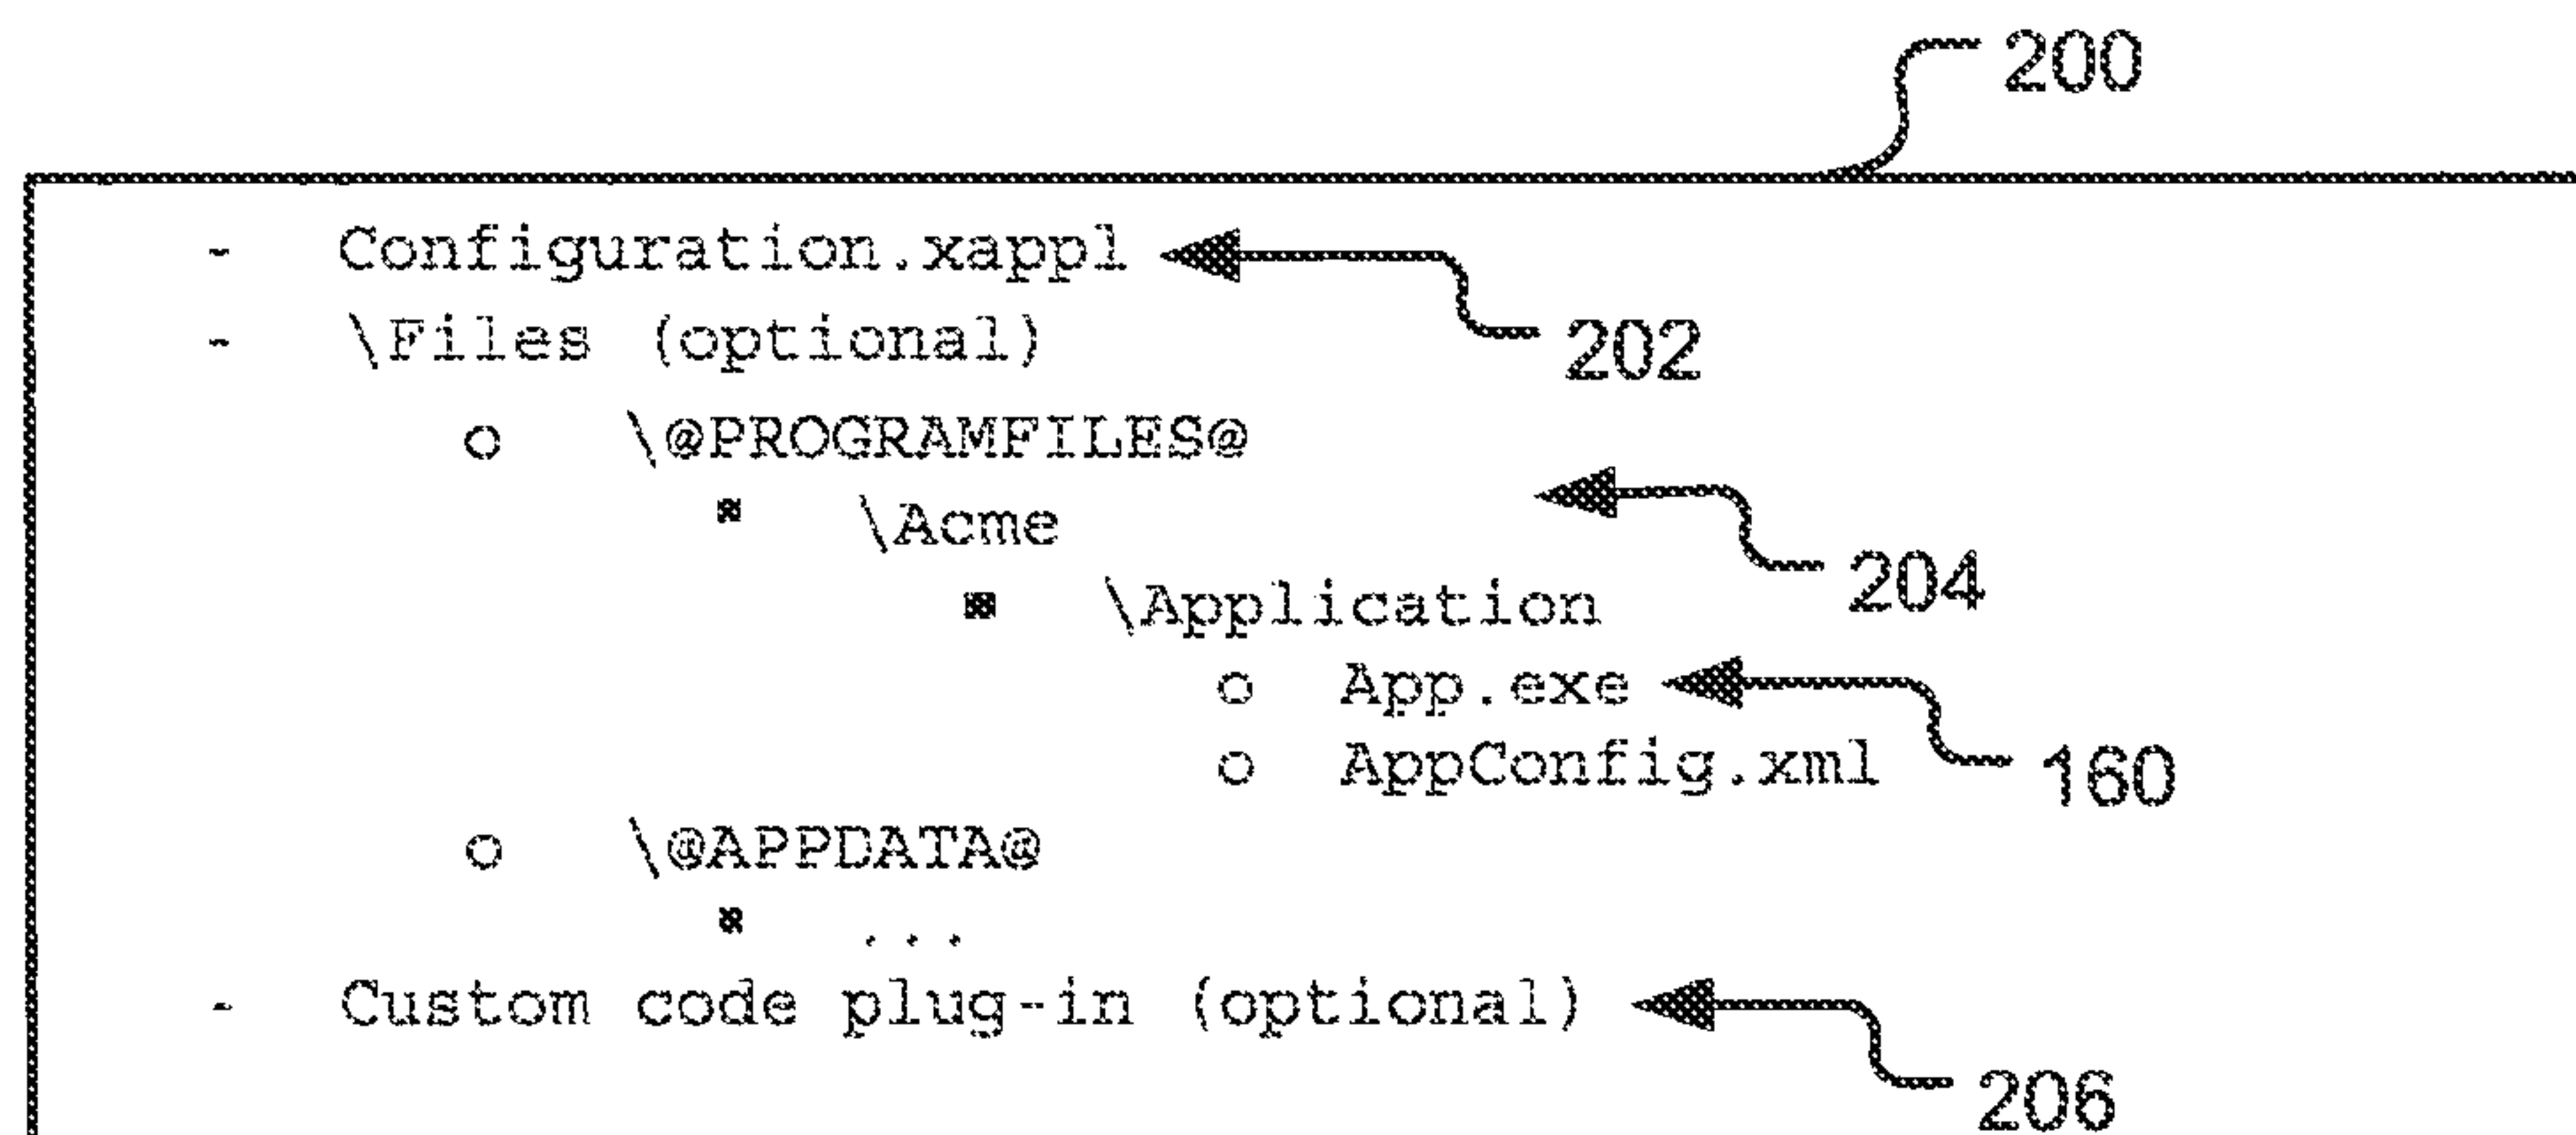 200
- Configuration.xappl
202
- \Files (optional)
o \@PROGRAMFILES@
▪ \Acme
204
▪ \Application
o App.exe
160
o AppConfig.xml
o \@APPDATA@
▪ ...
- Custom code plug-in (optional)
206